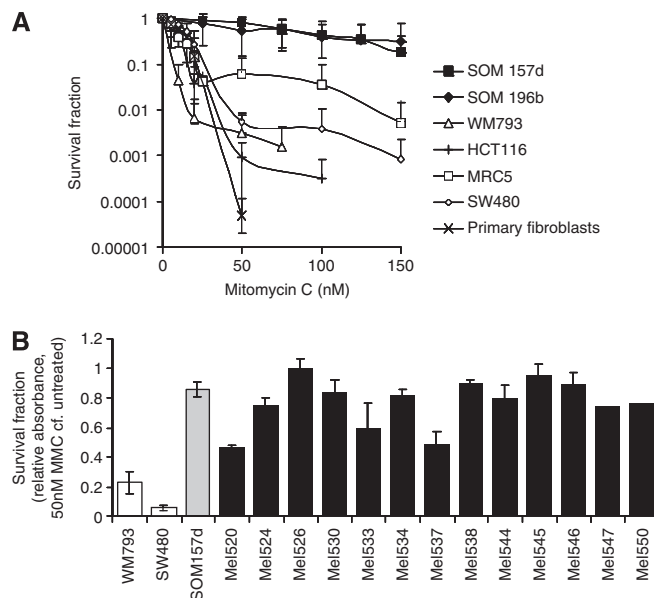 A
Survival fraction
1
0.1
0.01
0.001
0.0001
0.00001
0
50
100
150
Mitomycin C (nM)
SOM 157d
SOM 196b
WM793
HCT116
MRC5
SW480
Primary fibroblasts
B
Survival fraction
(relative absorbance,
50nM MMC cf. untreated)
1.2
1
0.8
0.6
0.4
0.2
0
WM793
SW480
SOM157d
Mel520
Mel524
Mel526
Mel530
Mel533
Mel534
Mel537
Mel538
Mel544
Mel545
Mel546
Mel547
Mel550